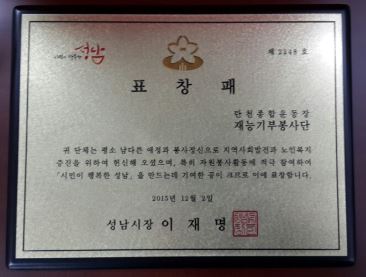 성남
제 2248 호
표 창 패
탄천종합운동장
재능기부봉사단
귀 단체는 평소 남다른 애정과 봉사정신으로 지역사회발전과 노인복지
증진을 위하여 헌신해 오셨으며, 특히 자원봉사활동에 적극 참여하여
「시민이 행복한 성남」을 만드는데 기여한 공이 크므로 이에 표창합니다.
2015년 12월 2일
성남시장 이 재 명